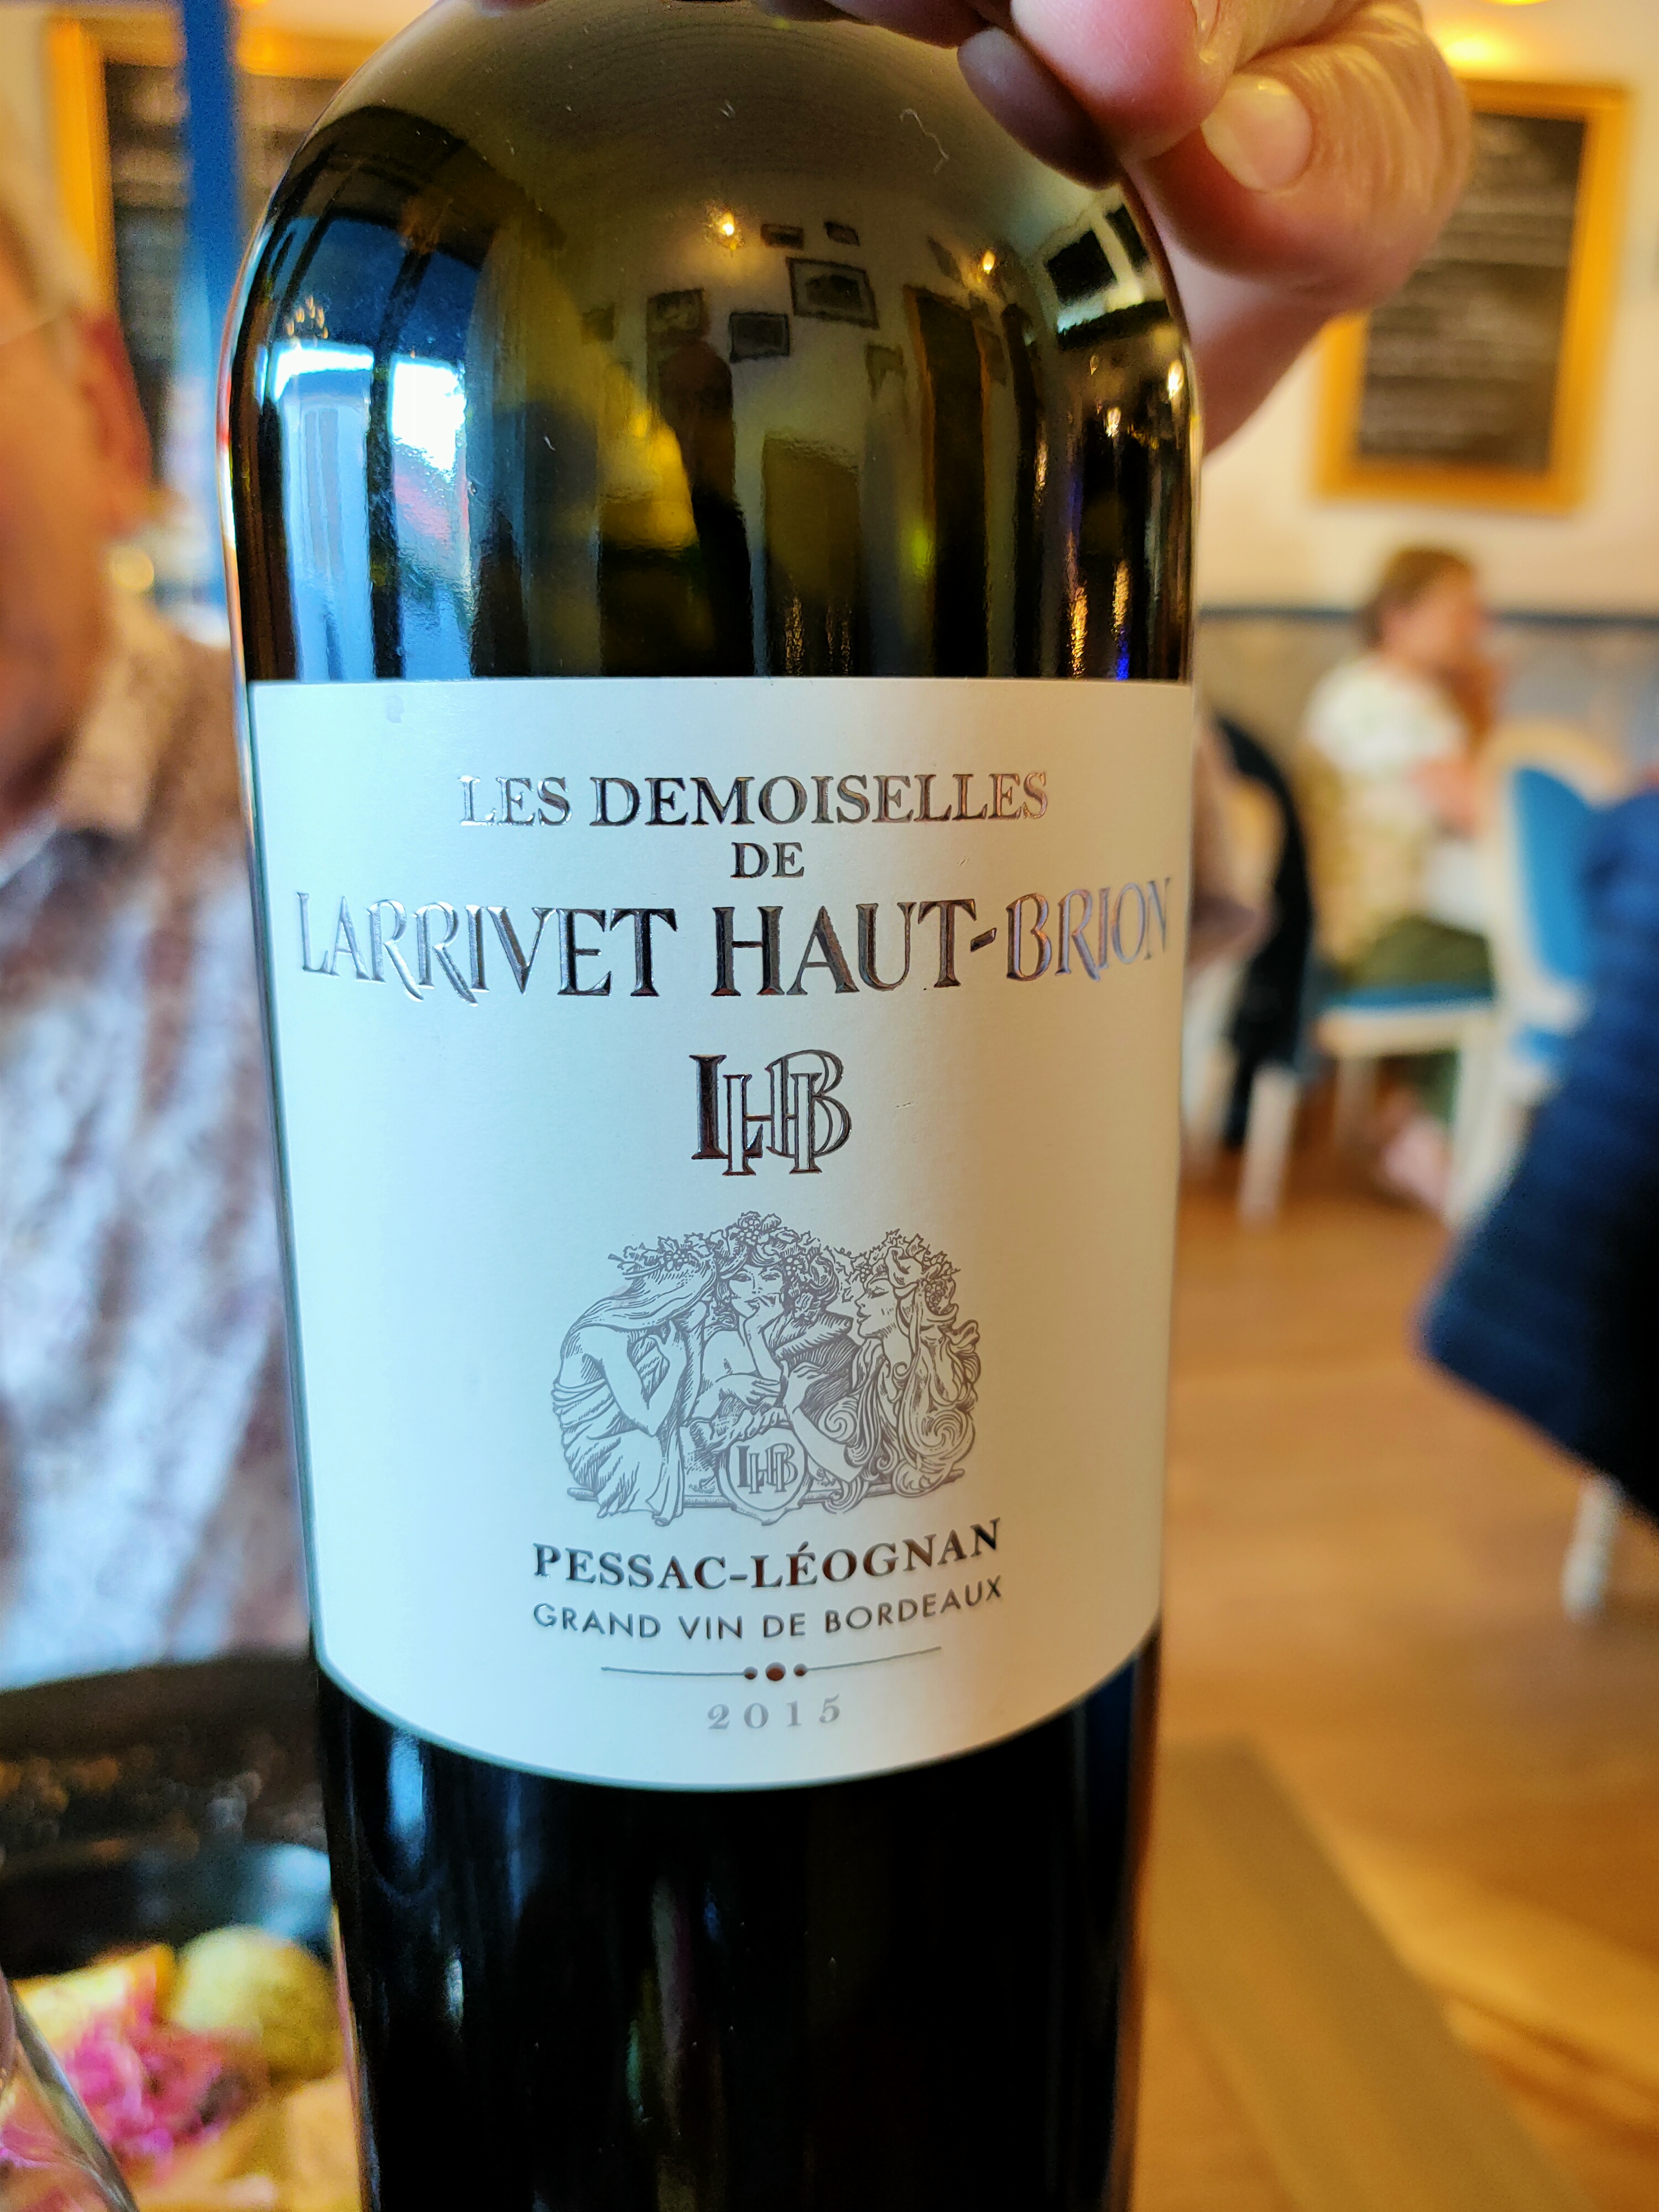 LES DEMOISELLES
DE
LARRIVET HAUT-BRION
LHB
LHB
PESSAC-LÉOGNAN
GRAND VIN DE BORDEAUX
2015